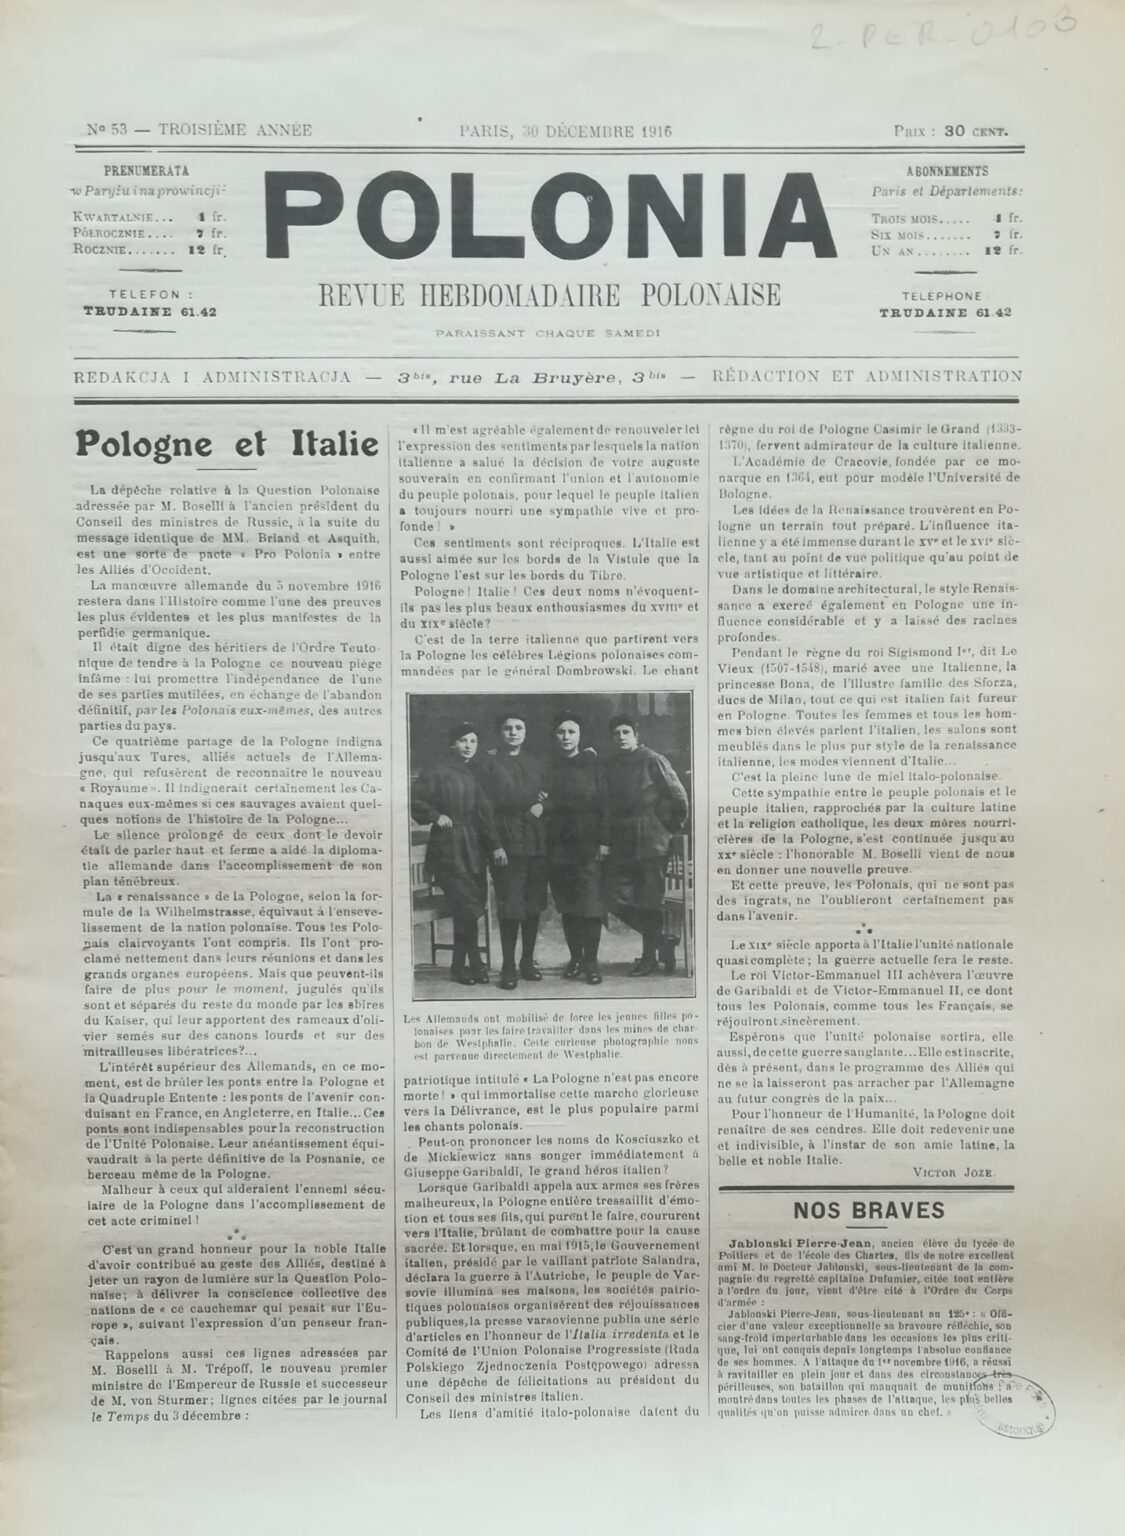 2-PER-0103
Nº 53 — TROISIÈME ANNÉE
PARIS, 30 DÉCEMBRE 1916
PRIX : 30 CENT.
PRENUMERATA
w Paryżu i na prowincji:
KWARTALNIE... 4 fr.
PÓŁROCZNIE.... 7 fr.
ROCZNIE....... 12 fr.
TELEFON :
TRUDAINE 61.42
POLONIA
REVUE HEBDOMADAIRE POLONAISE
PARAISSANT CHAQUE SAMEDI
ABONNEMENTS
Paris et Départements:
TROIS MOIS..... 4 fr.
SIX MOIS....... 7 fr.
UN AN......... 12 fr.
TELEPHONE
TRUDAINE 61.42
REDAKCJA I ADMINISTRACJA — 3bis, rue La Bruyère, 3bis — RÉDACTION ET ADMINISTRATION
Pologne et Italie
La dépêche relative à la Question Polonaise
adressée par M. Boselli à l'ancien président du
Conseil des ministres de Russie, à la suite du
message identique de MM. Briand et Asquith,
est une sorte de pacte « Pro Polonia » entre
les Alliés d'Occident.
La manœuvre allemande du 5 novembre 1916
restera dans l'Histoire comme l'une des preuves
les plus évidentes et les plus manifestes de la
perfidie germanique.
Il était digne des héritiers de l'Ordre Teuto-
nique de tendre à la Pologne ce nouveau piège
infâme : lui promettre l'indépendance de l'une
de ses parties mutilées, en échange de l'abandon
définitif, par les Polonais eux-mêmes, des autres
parties du pays.
Ce quatrième partage de la Pologne indigna
jusqu'aux Turcs, alliés actuels de l'Allema-
gne, qui refusèrent de reconnaître le nouveau
« Royaume ». Il indignerait certainement les Ca-
naques eux-mêmes si ces sauvages avaient quel-
ques notions de l'histoire de la Pologne...
Le silence prolongé de ceux dont le devoir
était de parler haut et ferme a aidé la diploma-
tie allemande dans l'accomplissement de son
plan ténébreux.
La « renaissance » de la Pologne, selon la for-
mule de la Wilhelmstrasse, équivaut à l'enseve-
lissement de la nation polonaise. Tous les Polo-
nais clairvoyants l'ont compris. Ils l'ont pro-
clamé nettement dans leurs réunions et dans les
grands organes européens. Mais que peuvent-ils
faire de plus pour le moment, jugulés qu'ils
sont et séparés du reste du monde par les sbires
du Kaiser, qui leur apportent des rameaux d'oli-
vier semés sur des canons lourds et sur des
mitrailleuses libératrices?...
L'intérêt supérieur des Allemands, en ce mo-
ment, est de brûler les ponts entre la Pologne et
la Quadruple Entente : les ponts de l'avenir con-
duisant en France, en Angleterre, en Italie... Ces
ponts sont indispensables pour la reconstruction
de l'Unité Polonaise. Leur anéantissement équi-
vaudrait à la perte définitive de la Posnanie, ce
berceau même de la Pologne.
Malheur à ceux qui aideraient l'ennemi sécu-
laire de la Pologne dans l'accomplissement de
cet acte criminel !
* * *
C'est un grand honneur pour la noble Italie
d'avoir contribué au geste des Alliés, destiné à
jeter un rayon de lumière sur la Question Polo-
naise; à délivrer la conscience collective des
nations de « ce cauchemar qui pesait sur l'Eu-
rope », suivant l'expression d'un penseur fran-
çais.
Rappelons aussi ces lignes adressées par
M. Boselli à M. Trépoff, le nouveau premier
ministre de l'Empereur de Russie et successeur
de M. von Sturmer; lignes citées par le journal
le Temps du 3 décembre :
« Il m'est agréable également de renouveler ici
l'expression des sentiments par lesquels la nation
italienne a salué la décision de votre auguste
souverain en confirmant l'union et l'autonomie
du peuple polonais, pour lequel le peuple italien
a toujours nourri une sympathie vive et pro-
fonde ! »
Ces sentiments sont réciproques. L'Italie est
aussi aimée sur les bords de la Vistule que la
Pologne l'est sur les bords du Tibre.
Pologne ! Italie ! Ces deux noms n'évoquent-
ils pas les plus beaux enthousiasmes du XVIIIe et
du XIXe siècle?
C'est de la terre italienne que partirent vers
la Pologne les célèbres Légions polonaises com-
mandées par le général Dombrowski. Le chant
Les Allemands ont mobilisé de force les jeunes filles po-
lonaises pour les faire travailler dans les mines de char-
bon de Westphalie. Cette curieuse photographie nous
est parvenue directement de Westphalie.
patriotique intitulé « La Pologne n'est pas encore
morte ! » qui immortalise cette marche glorieuse
vers la Délivrance, est le plus populaire parmi
les chants polonais.
Peut-on prononcer les noms de Kosciuszko et
de Mickiewicz sans songer immédiatement à
Giuseppe Garibaldi, le grand héros italien?
Lorsque Garibaldi appela aux armes ses frères
malheureux, la Pologne entière tressaillit d'émo-
tion et tous ses fils, qui purent le faire, coururent
vers l'Italie, brûlant de combattre pour la cause
sacrée. Et lorsque, en mai 1915, le Gouvernement
italien, présidé par le vaillant patriote Salandra,
déclara la guerre à l'Autriche, le peuple de Var-
sovie illumina ses maisons, les sociétés patrio-
tiques polonaises organisèrent des réjouissances
publiques, la presse varsovienne publia une série
d'articles en l'honneur de l'Italia irredenta et le
Comité de l'Union Polonaise Progressiste (Rada
Polskiego Zjednoczenia Postępowego) adressa
une dépêche de félicitations au président du
Conseil des ministres italien.
Les liens d'amitié italo-polonaise datent du
règne du roi de Pologne Casimir le Grand (1333-
1370), fervent admirateur de la culture italienne.
L'Académie de Cracovie, fondée par ce mo-
narque en 1364, eut pour modèle l'Université de
Bologne.
Les idées de la Renaissance trouvèrent en Po-
logne un terrain tout préparé. L'influence ita-
lienne y a été immense durant le XVe et le XVIe siè-
cle, tant au point de vue politique qu'au point de
vue artistique et littéraire.
Dans le domaine architectural, le style Renais-
sance a exercé également en Pologne une in-
fluence considérable et y a laissé des racines
profondes.
Pendant le règne du roi Sigismond Ier, dit Le
Vieux (1507-1548), marié avec une Italienne, la
princesse Bona, de l'illustre famille des Sforza,
ducs de Milan, tout ce qui est italien fait fureur
en Pologne. Toutes les femmes et tous les hom-
mes bien élevés parlent l'italien, les salons sont
meublés dans le plus pur style de la renaissance
italienne, les modes viennent d'Italie...
C'est la pleine lune de miel italo-polonaise.
Cette sympathie entre le peuple polonais et le
peuple italien, rapprochés par la culture latine
et la religion catholique, les deux mères nourri-
cières de la Pologne, s'est continuée jusqu'au
XXe siècle : l'honorable M. Boselli vient de nous
en donner une nouvelle preuve.
Et cette preuve, les Polonais, qui ne sont pas
des ingrats, ne l'oublieront certainement pas
dans l'avenir.
* * *
Le XIXe siècle apporta à l'Italie l'unité nationale
quasi complète ; la guerre actuelle fera le reste.
Le roi Victor-Emmanuel III achèvera l'œuvre
de Garibaldi et de Victor-Emmanuel II, ce dont
tous les Polonais, comme tous les Français, se
réjouiront sincèrement.
Espérons que l'unité polonaise sortira, elle
aussi, de cette guerre sanglante... Elle est inscrite,
dès à présent, dans le programme des Alliés qui
ne se la laisseront pas arracher par l'Allemagne
au futur congrès de la paix...
Pour l'honneur de l'Humanité, la Pologne doit
renaître de ses cendres. Elle doit redevenir une
et indivisible, à l'instar de son amie latine, la
belle et noble Italie.
VICTOR JOZE.
NOS BRAVES
Jablonski Pierre-Jean, ancien élève du lycée de
Poitiers et de l'école des Chartes, fils de notre excellent
ami M. le Docteur Jablonski, sous-lieutenant de la com-
pagnie du regretté capitaine Dufumier, citée tout entière
à l'ordre du jour, vient d'être cité à l'Ordre du Corps
d'armée :
Jablonski Pierre-Jean, sous-lieutenant au 125e : « Offi-
cier d'une valeur exceptionnelle sa bravoure réfléchie, son
sang-froid imperturbable dans les occasions les plus criti-
que, lui ont conquis depuis longtemps l'absolue confiance
de ses hommes. A l'attaque du 1er novembre 1916, a réussi
à ravitailler en plein jour et dans des circonstances très
périlleuses, son bataillon qui manquait de munitions ; a
montré dans toutes les phases de l'attaque, les plus belles
qualités qu'on puisse admirer dans un chef. »